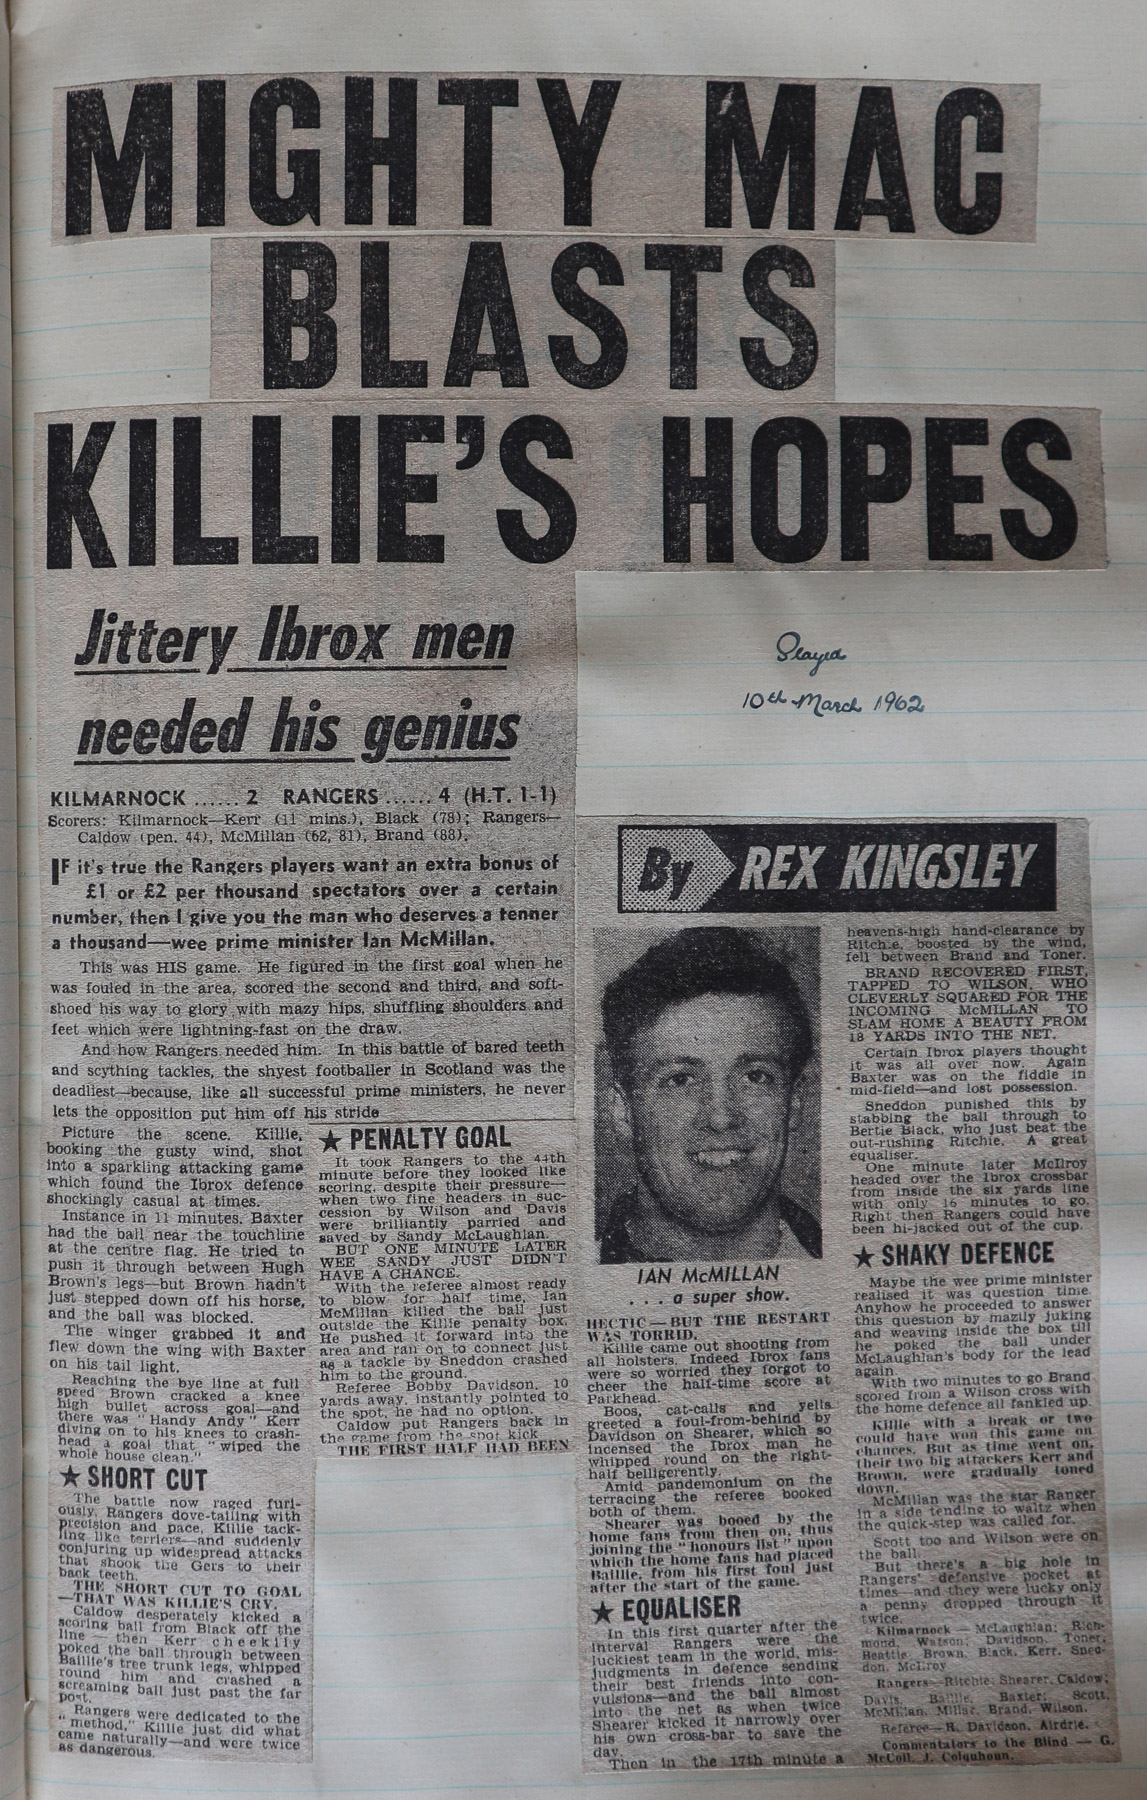 MIGHTY MAC
BLASTS
KILLIE'S HOPES
Jittery Ibrox men
needed his genius
Played
10th March 1962
KILMARNOCK ...... 2 RANGERS ...... 4 (H.T. 1-1)
Scorers: Kilmarnock—Kerr (11 mins.), Black (78); Rangers—
Caldow (pen. 44), McMillan (62, 81), Brand (88).
IF it's true the Rangers players want an extra bonus of
£1 or £2 per thousand spectators over a certain
number, then I give you the man who deserves a tenner
a thousand—wee prime minister Ian McMillan.
This was HIS game. He figured in the first goal when he
was fouled in the area, scored the second and third, and soft-
shoed his way to glory with mazy hips, shuffling shoulders and
feet which were lightning-fast on the draw.
And how Rangers needed him. In this battle of bared teeth
and scything tackles, the shyest footballer in Scotland was the
deadliest—because, like all successful prime ministers, he never
lets the opposition put him off his stride
Picture the scene. Killie,
booking the gusty wind, shot
into a sparkling attacking game
which found the Ibrox defence
shockingly casual at times.
Instance in 11 minutes. Baxter
had the ball near the touchline
at the centre flag. He tried to
push it through between Hugh
Brown's legs—but Brown hadn't
just stepped down off his horse,
and the ball was blocked.
The winger grabbed it and
flew down the wing with Baxter
on his tail light.
Reaching the bye line at full
speed Brown cracked a knee
high bullet across goal—and
there was "Handy Andy" Kerr
diving on to his knees to crash-
head a goal that "wiped the
whole house clean."
★ SHORT CUT
The battle now raged furi-
ously, Rangers dove-tailing with
precision and pace, Killie tack-
ling like terriers—and suddenly
conjuring up widespread attacks
that shook the Gers to their
back teeth.
THE SHORT CUT TO GOAL
—THAT WAS KILLIE'S CRY.
Caldow desperately kicked a
scoring ball from Black off the
line — then Kerr cheekily
poked the ball through between
Baillie's tree trunk legs, whipped
round him and crashed a
screaming ball just past the far
post.
Rangers were dedicated to the
"method," Killie just did what
came naturally—and were twice
as dangerous.
★ PENALTY GOAL
It took Rangers to the 44th
minute before they looked like
scoring, despite their pressure—
when two fine headers in suc-
cession by Wilson and Davis
were brilliantly parried and
saved by Sandy McLaughlan.
BUT ONE MINUTE LATER
WEE SANDY JUST DIDN'T
HAVE A CHANCE.
With the referee almost ready
to blow for half time, Ian
McMillan killed the ball just
outside the Killie penalty box.
He pushed it forward into the
area and ran on to connect just
as a tackle by Sneddon crashed
him to the ground.
Referee Bobby Davidson, 10
yards away, instantly pointed to
the spot, he had no option.
Caldow put Rangers back in
the game from the spot kick
THE FIRST HALF HAD BEEN
By REX KINGSLEY
IAN McMILLAN
. . . a super show.
HECTIC—BUT THE RESTART
WAS TORRID.
Killie came out shooting from
all holsters. Indeed Ibrox fans
were so worried they forgot to
cheer the half-time score at
Parkhead.
Boos, cat-calls and yells
greeted a foul-from-behind by
Davidson on Shearer, which so
incensed the Ibrox man he
whipped round on the right-
half belligerently.
Amid pandemonium on the
terracing the referee booked
both of them.
Shearer was booed by the
home fans from then on, thus
joining the "honours list" upon
which the home fans had placed
Baillie, from his first foul just
after the start of the game.
★ EQUALISER
In this first quarter after the
interval Rangers were the
luckiest team in the world, mis-
judgments in defence sending
their best friends into con-
vulsions—and the ball almost
into the net as when twice
Shearer kicked it narrowly over
his own cross-bar to save the
day.
Then in the 17th minute a
heavens-high hand-clearance by
Ritchie, boosted by the wind,
fell between Brand and Toner.
BRAND RECOVERED FIRST,
TAPPED TO WILSON, WHO
CLEVERLY SQUARED FOR THE
INCOMING McMILLAN TO
SLAM HOME A BEAUTY FROM
18 YARDS INTO THE NET.
Certain Ibrox players thought
it was all over now. Again
Baxter was on the fiddle in
mid-field—and lost possession.
Sneddon punished this by
stabbing the ball through to
Bertie Black, who just beat the
out-rushing Ritchie. A great
equaliser.
One minute later McIlroy
headed over the Ibrox crossbar
from inside the six yards line
with only 16 minutes to go.
Right then Rangers could have
been hi-jacked out of the cup.
★ SHAKY DEFENCE
Maybe the wee prime minister
realised it was question time.
Anyhow he proceeded to answer
this question by mazily juking
and weaving inside the box till
he poked the ball under
McLaughlan's body for the lead
again.
With two minutes to go Brand
scored from a Wilson cross with
the home defence all fankled up.
Killie with a break or two
could have won this game on
chances. But as time went on,
their two big attackers Kerr and
Brown, were gradually toned
down.
McMillan was the star Ranger
in a side tending to waltz when
the quick-step was called for.
Scott too and Wilson were on
the ball.
But there's a big hole in
Rangers' defensive pocket at
times—and they were lucky only
a penny dropped through it
twice.
Kilmarnock — McLaughlan; Rich-
mond, Watson; Davidson, Toner,
Beattie; Brown, Black, Kerr, Sned-
don, McIlroy
Rangers—Ritchie; Shearer, Caldow;
Davis, Baillie, Baxter; Scott,
McMillan, Millar, Brand, Wilson.
Referee—R. Davidson, Airdrie.
Commentators to the Blind — G.
McColl, J. Colquhoun.